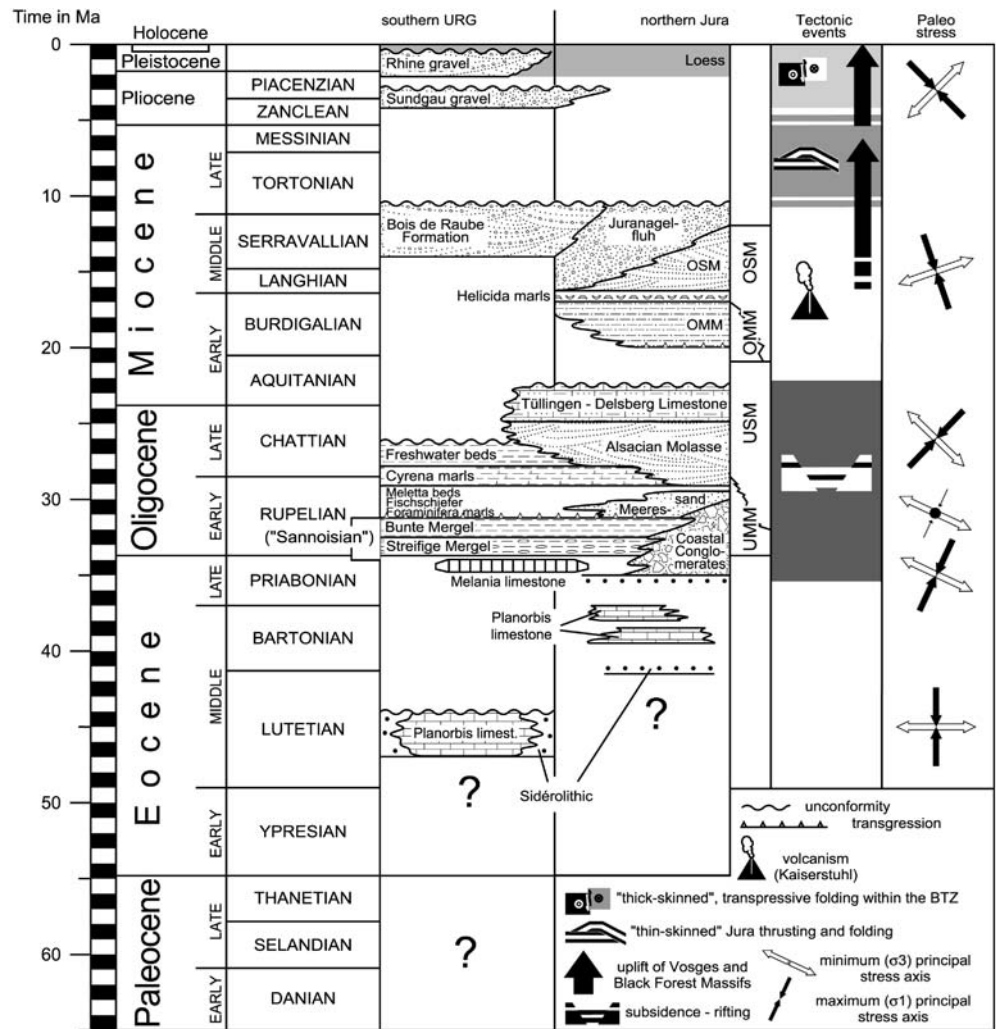 Time in Ma
Holocene
southern URG
northern Jura
Tectonic
events
Paleo
stress
0
Pleistocene
Rhine gravel
Loess
Pliocene
PIACENZIAN
Sundgau gravel
ZANCLEAN
MESSINIAN
Miocene
LATE
TORTONIAN
10
MIDDLE
SERRAVALLIAN
Bois de Raube
Formation
Juranagel-
fluh
OSM
OSM
LANGHIAN
Helicida marls
EARLY
BURDIGALIAN
OMM
OMM
20
AQUITANIAN
Tüllingen - Delsberg Limestone
USM
Oligocene
LATE
CHATTIAN
Alsacian Molasse
Freshwater beds
Cyrena marls
30
EARLY
RUPELIAN
("Sannoisian")
Meletta beds
Fischschiefer
Foraminifera marls
sand
Meeres-
UMM
Bunte Mergel
Streifige Mergel
Coastal
Conglo-
merates
Eocene
LATE
PRIABONIAN
Melania limestone
Planorbis
limestone
BARTONIAN
40
MIDDLE
LUTETIAN
?
Planorbis limest.
?
Sidérolithic
50
EARLY
YPRESIAN
unconformity
transgression
volcanism
(Kaiserstuhl)
Paleocene
LATE
THANETIAN
SELANDIAN
?
60
EARLY
DANIAN
"thick-skinned", transpressive folding within the BTZ
"thin-skinned" Jura thrusting and folding
uplift of Vosges and
Black Forest Massifs
minimum (σ3) principal
stress axis
subsidence - rifting
maximum (σ1) principal
stress axis